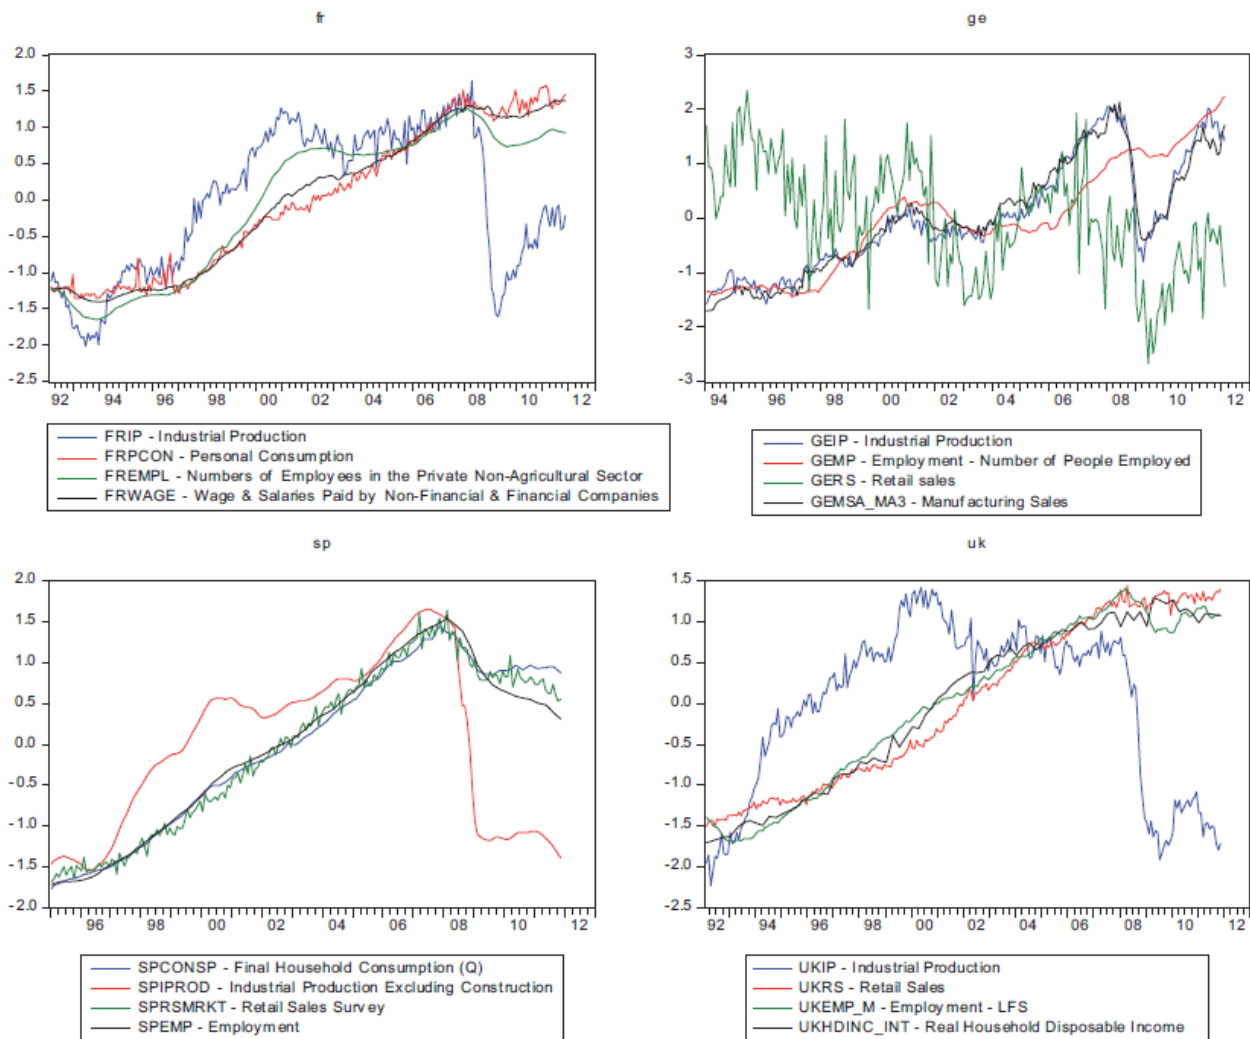 fr
2.0
1.5
1.0
0.5
0.0
-0.5
-1.0
-1.5
-2.0
-2.5
92 94 96 98 00 02 04 06 08 10 12
FRIP - Industrial Production
FRPCON - Personal Consumption
FREMPL - Numbers of Employees in the Private Non-Agricultural Sector
FRWAGE - Wage & Salaries Paid by Non-Financial & Financial Companies
ge
3
2
1
0
-1
-2
-3
94 96 98 00 02 04 06 08 10 12
GEIP - Industrial Production
GEMP - Employment - Number of People Employed
GERS - Retail sales
GEMSA_MA3 - Manufacturing Sales
sp
2.0
1.5
1.0
0.5
0.0
-0.5
-1.0
-1.5
-2.0
96 98 00 02 04 06 08 10 12
SPCONSP - Final Household Consumption (Q)
SPIPROD - Industrial Production Excluding Construction
SPRSMRKT - Retail Sales Survey
SPEMP - Employment
uk
1.5
1.0
0.5
0.0
-0.5
-1.0
-1.5
-2.0
-2.5
92 94 96 98 00 02 04 06 08 10 12
UKIP - Industrial Production
UKRS - Retail Sales
UKEMP_M - Employment - LFS
UKHDINC_INT - Real Household Disposable Income